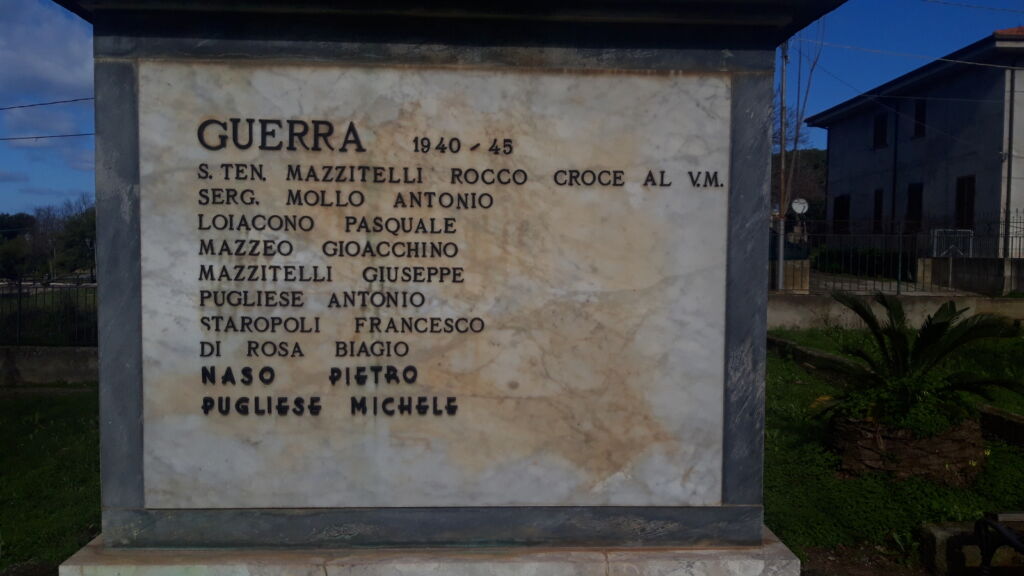 GUERRA 1940 - 45
S. TEN. MAZZITELLI ROCCO CROCE AL V.M.
SERG. MOLLO ANTONIO
LOIACONO PASQUALE
MAZZEO GIOACCHINO
MAZZITELLI GIUSEPPE
PUGLIESE ANTONIO
STAROPOLI FRANCESCO
DI ROSA BIAGIO
NASO PIETRO
PUGLIESE MICHELE